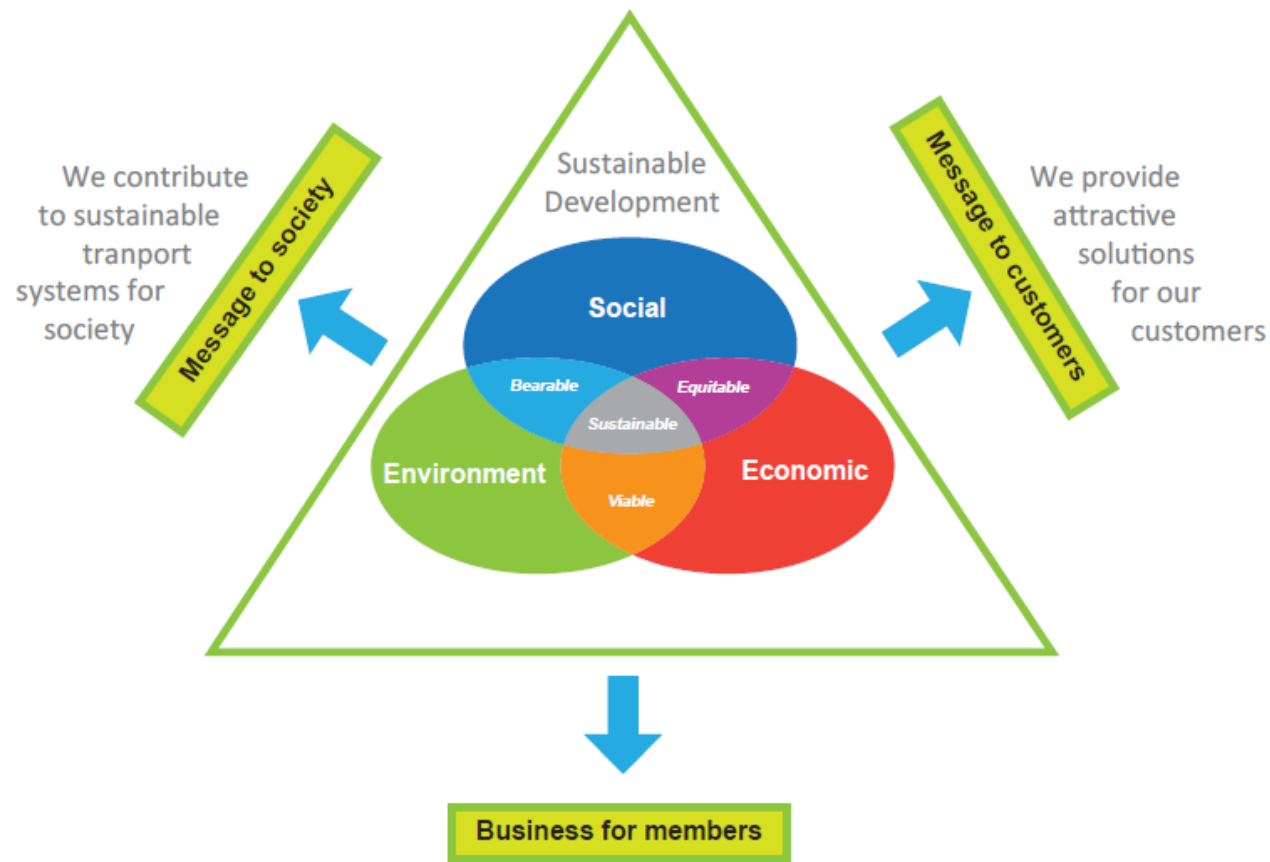 Sustainable
Development
We contribute
to sustainable
tranport
systems for
society
Message to society
Message to customers
We provide
attractive
solutions
for our
customers
Social
Bearable
Equitable
Sustainable
Environment
Economic
Viable
Business for members